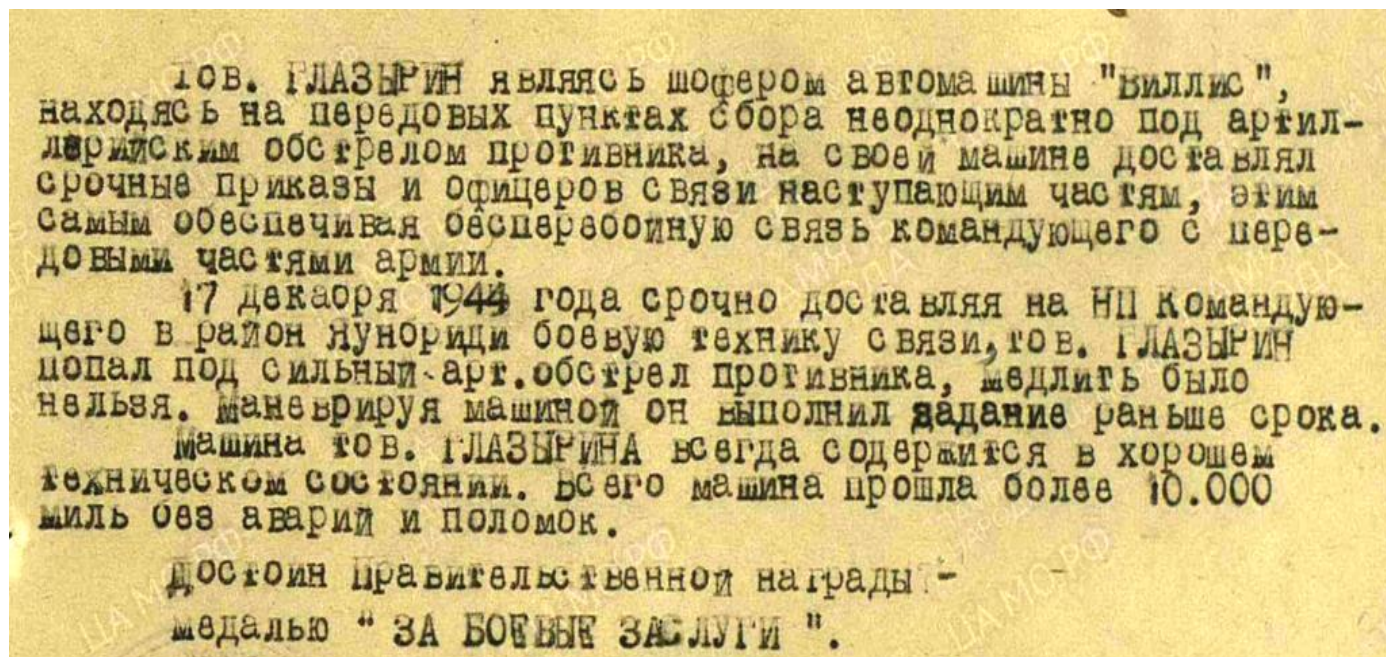 Тов. ГЛАЗЫРИН являясь шофером автомашины "Виллис",
находясь на передовых пунктах сбора неоднократно под артил-
лерийским обстрелом противника, на своей машине доставлял
срочные приказы и офицеров связи наступающим частям, этим
самым обеспечивая бесперебойную связь командующего с пере-
довыми частями армии.
17 декабря 1944 года срочно доставляя на НП Командую-
щего в район боевую технику связи, тов. ГЛАЗЫРИН
попал под сильный арт.обстрел противника, медлить было
нельзя. Маневрируя машиной он выполнил задание раньше срока.
Машина тов. ГЛАЗЫРИНА всегда содержится в хорошем
техническом состоянии. Всего машина прошла более 10.000
миль без аварий и поломок.
Достоин Правительственной награды -
медалью " ЗА БОЕВЫЕ ЗАСЛУГИ ".